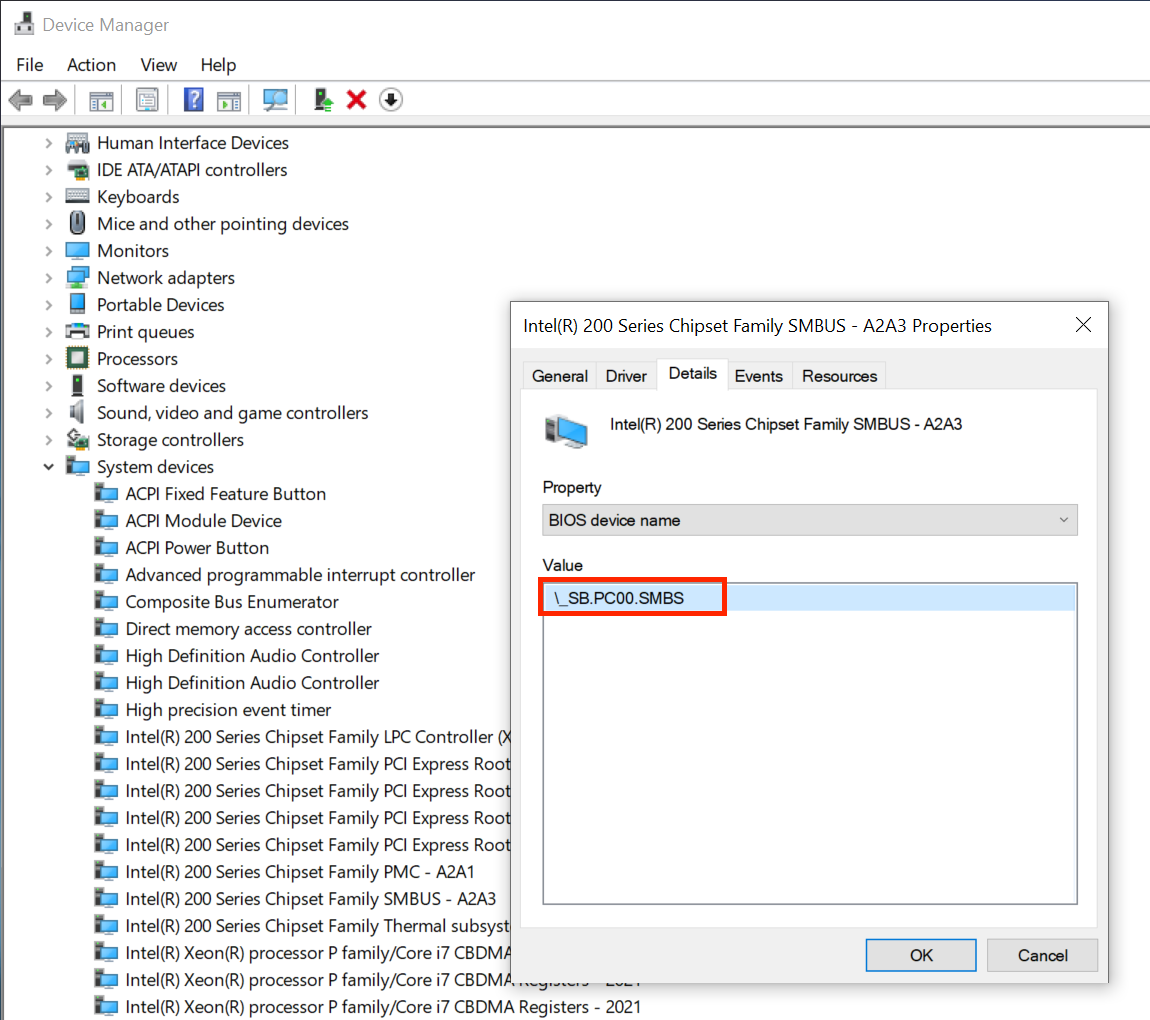 Device Manager
File Action View Help
Human Interface Devices
IDE ATA/ATAPI controllers
Keyboards
Mice and other pointing devices
Monitors
Network adapters
Portable Devices
Print queues
Processors
Software devices
Sound, video and game controllers
Storage controllers
System devices
ACPI Fixed Feature Button
ACPI Module Device
ACPI Power Button
Advanced programmable interrupt controller
Composite Bus Enumerator
Direct memory access controller
High Definition Audio Controller
High Definition Audio Controller
High precision event timer
Intel(R) 200 Series Chipset Family LPC Controller (X
Intel(R) 200 Series Chipset Family PCI Express Root
Intel(R) 200 Series Chipset Family PCI Express Root
Intel(R) 200 Series Chipset Family PCI Express Root
Intel(R) 200 Series Chipset Family PCI Express Root
Intel(R) 200 Series Chipset Family PMC - A2A1
Intel(R) 200 Series Chipset Family SMBUS - A2A3
Intel(R) 200 Series Chipset Family Thermal subsyst
Intel(R) Xeon(R) processor P family/Core i7 CBDMA
Intel(R) Xeon(R) processor P family/Core i7 CBDMA Registers - 2021
Intel(R) Xeon(R) processor P family/Core i7 CBDMA Registers - 2021
Intel(R) 200 Series Chipset Family SMBUS - A2A3 Properties
General Driver Details Events Resources
Intel(R) 200 Series Chipset Family SMBUS - A2A3
Property
BIOS device name
Value
\_SB.PC00.SMBS
OK Cancel